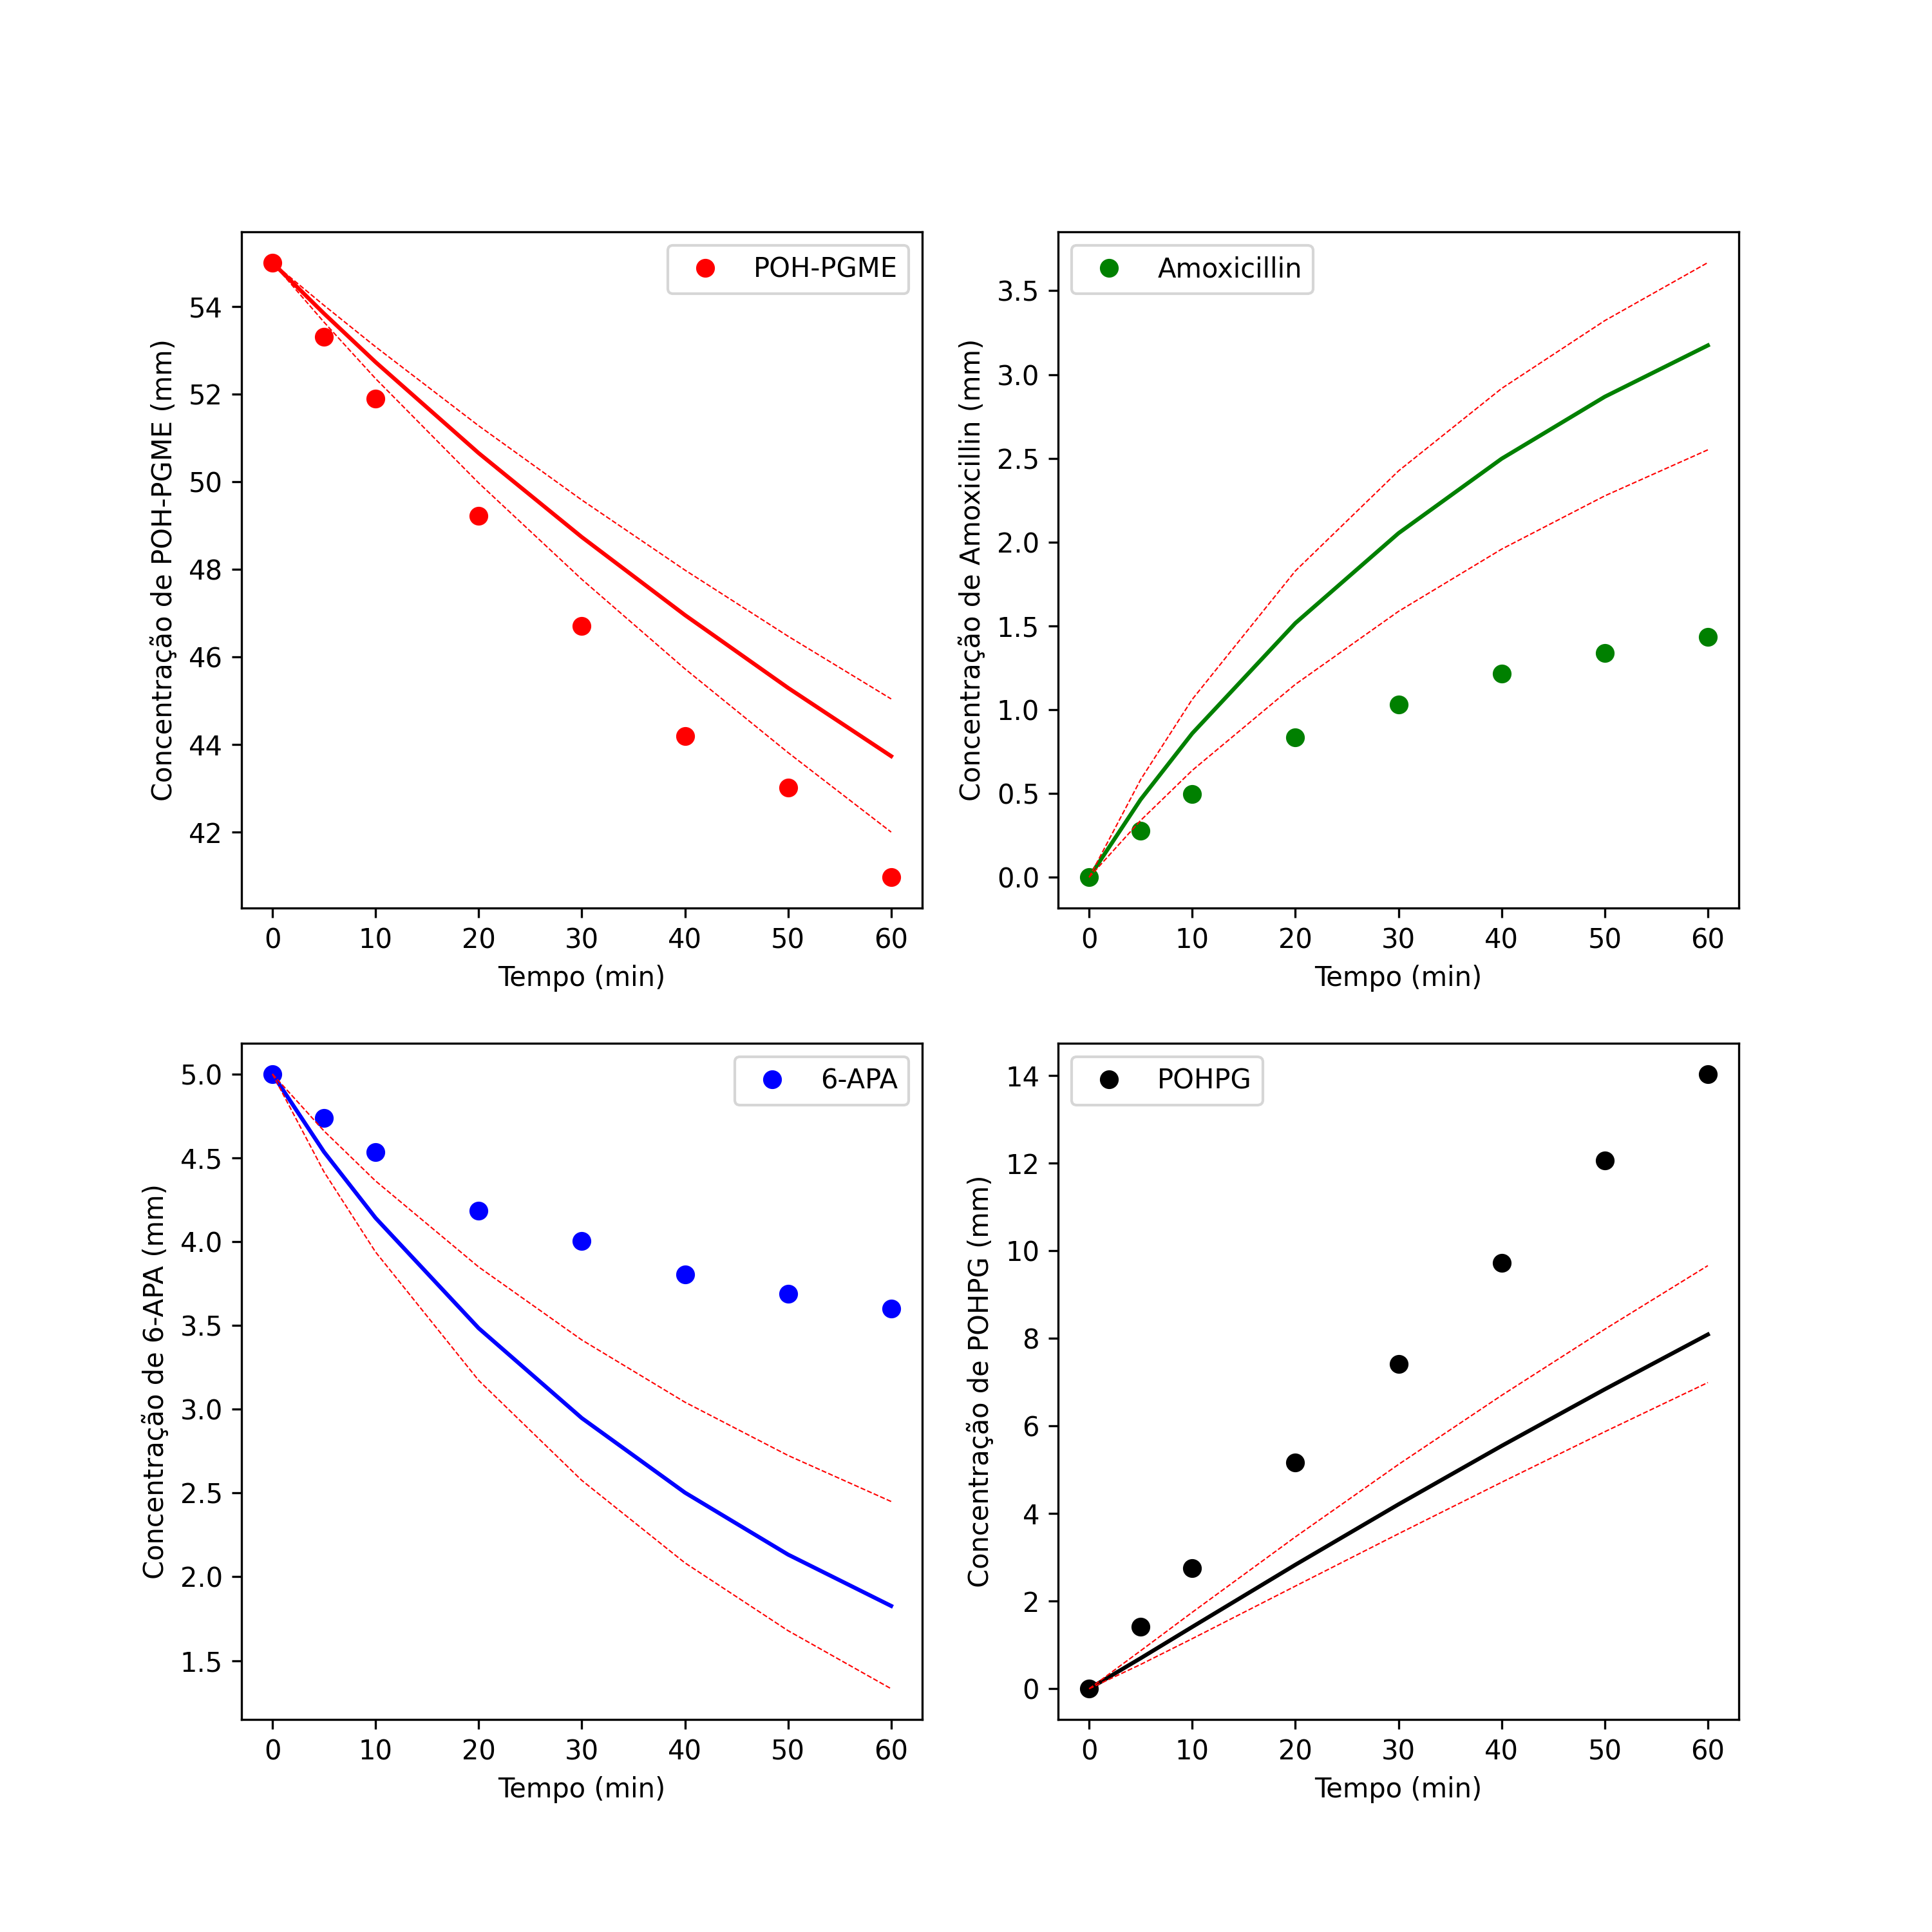 POH-PGME
54
52
50
48
46
44
42
Concentração de POH-PGME (mm)
0 10 20 30 40 50 60
Tempo (min)
Amoxicillin
3.5
3.0
2.5
2.0
1.5
1.0
0.5
0.0
Concentração de Amoxicillin (mm)
0 10 20 30 40 50 60
Tempo (min)
6-APA
5.0
4.5
4.0
3.5
3.0
2.5
2.0
1.5
Concentração de 6-APA (mm)
0 10 20 30 40 50 60
Tempo (min)
POHPG
14
12
10
8
6
4
2
0
Concentração de POHPG (mm)
0 10 20 30 40 50 60
Tempo (min)